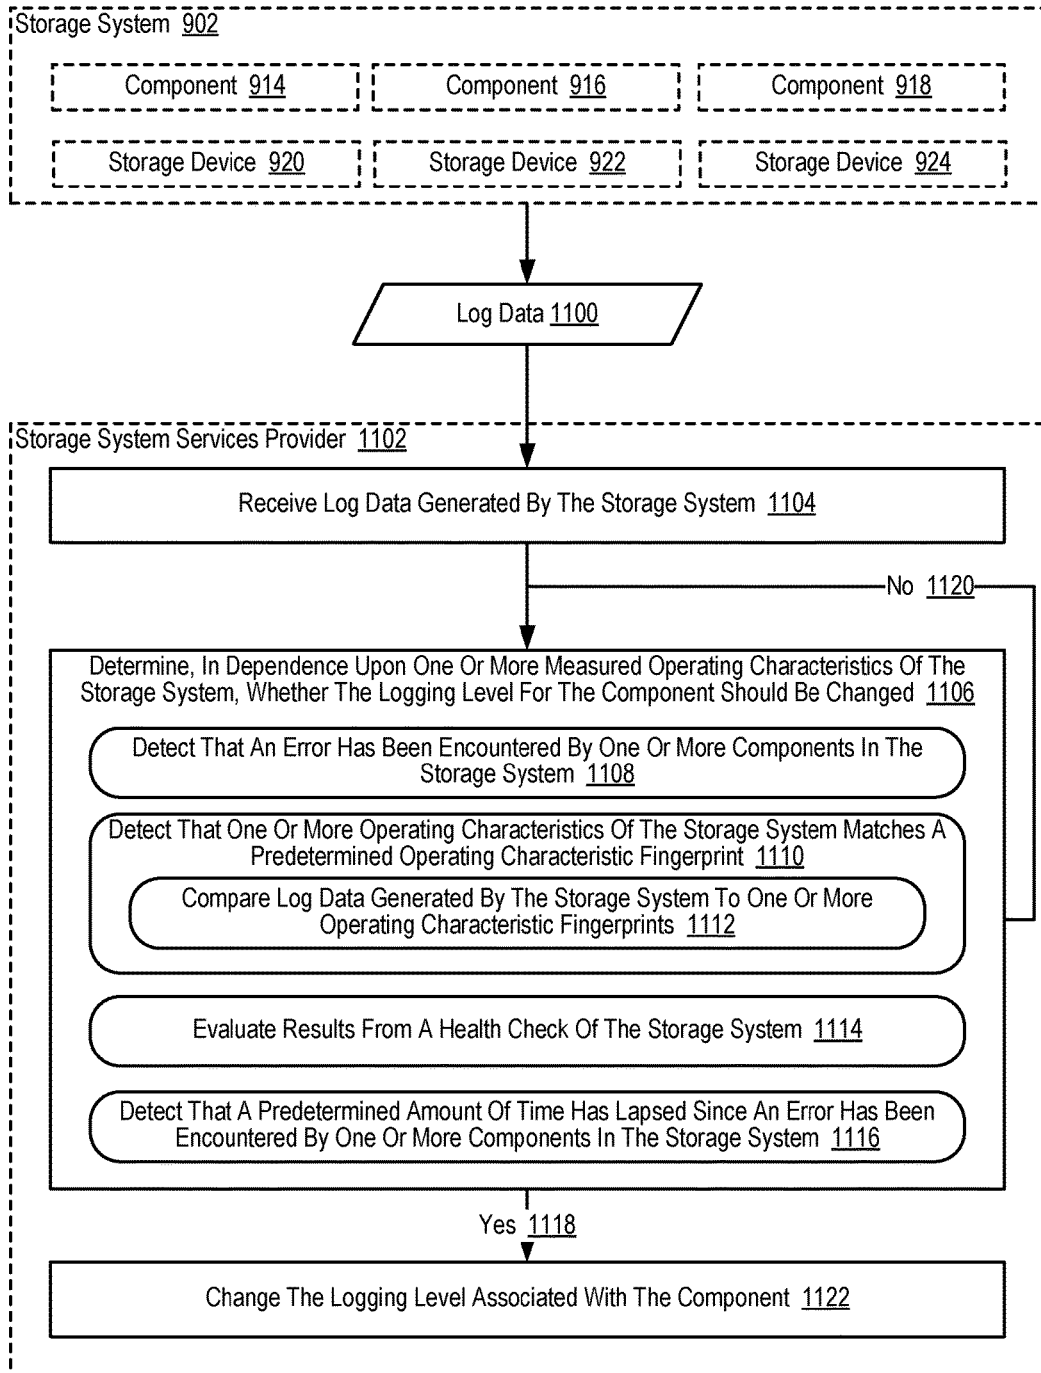 Storage System 902
Component 914
Component 916
Component 918
Storage Device 920
Storage Device 922
Storage Device 924
Log Data 1100
Storage System Services Provider 1102
Receive Log Data Generated By The Storage System 1104
No 1120
Determine, In Dependence Upon One Or More Measured Operating Characteristics Of The
Storage System, Whether The Logging Level For The Component Should Be Changed 1106
Detect That An Error Has Been Encountered By One Or More Components In The
Storage System 1108
Detect That One Or More Operating Characteristics Of The Storage System Matches A
Predetermined Operating Characteristic Fingerprint 1110
Compare Log Data Generated By The Storage System To One Or More
Operating Characteristic Fingerprints 1112
Evaluate Results From A Health Check Of The Storage System 1114
Detect That A Predetermined Amount Of Time Has Lapsed Since An Error Has Been
Encountered By One Or More Components In The Storage System 1116
Yes 1118
Change The Logging Level Associated With The Component 1122